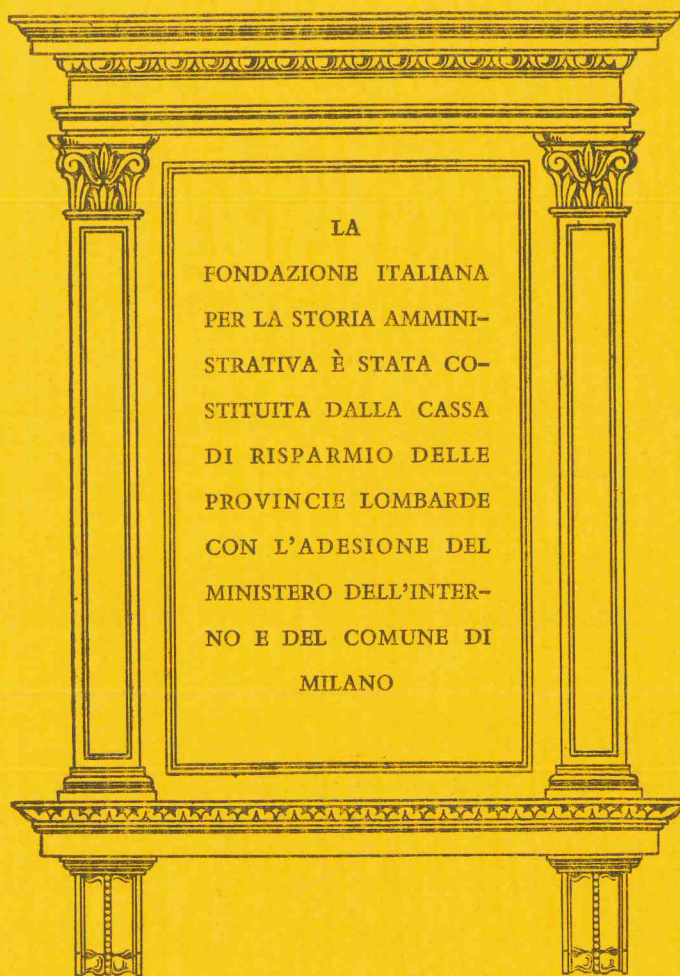 LA
FONDAZIONE ITALIANA
PER LA STORIA AMMINI-
STRATIVA È STATA CO-
STITUITA DALLA CASSA
DI RISPARMIO DELLE
PROVINCIE LOMBARDE
CON L'ADESIONE DEL
MINISTERO DELL'INTER-
NO E DEL COMUNE DI
MILANO